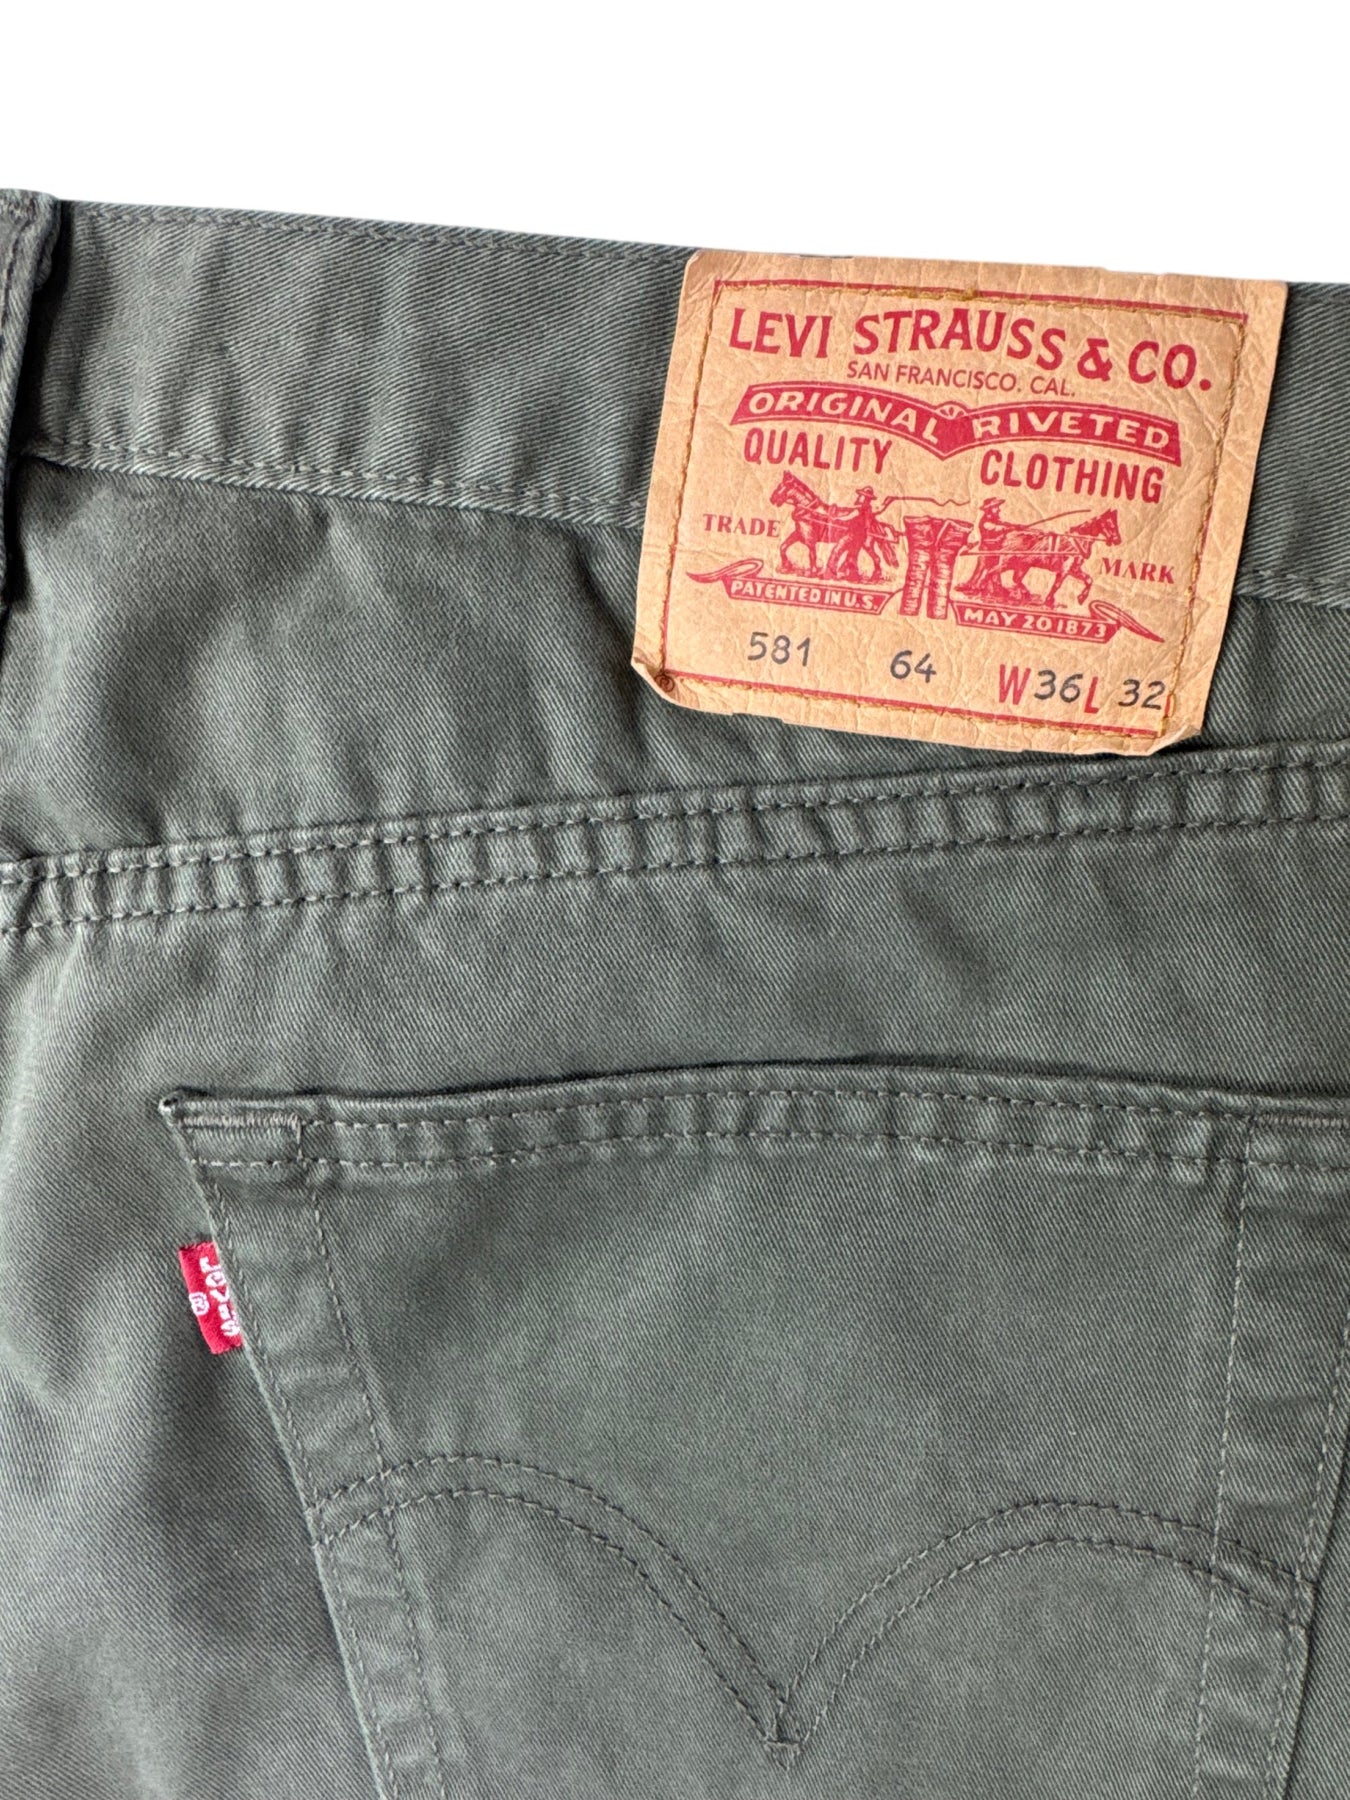 LEVI STRAUSS & CO.
SAN FRANCISCO. CAL.
ORIGINAL RIVETED
QUALITY CLOTHING
TRADE MARK
PATENTED IN U.S. MAY 20 1873
581 64 W36L 32
®
LEVI'S
®